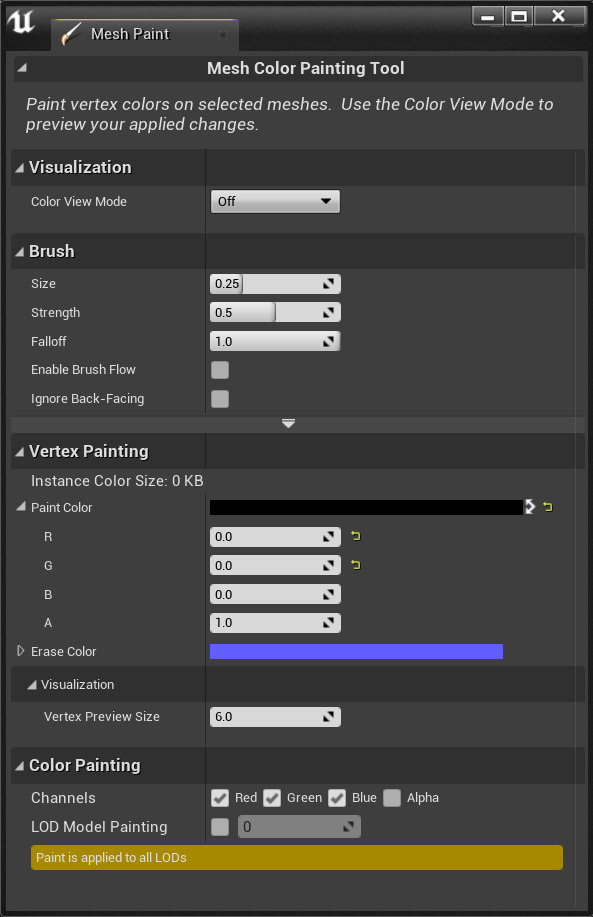 Mesh Paint
Mesh Color Painting Tool
Paint vertex colors on selected meshes.  Use the Color View Mode to
preview your applied changes.
Visualization
Color View Mode Off
Brush
Size 0.25
Strength 0.5
Falloff 1.0
Enable Brush Flow
Ignore Back-Facing
Vertex Painting
Instance Color Size: 0 KB
Paint Color
R 0.0
G 0.0
B 0.0
A 1.0
Erase Color
Visualization
Vertex Preview Size 6.0
Color Painting
Channels Red Green Blue Alpha
LOD Model Painting 0
Paint is applied to all LODs